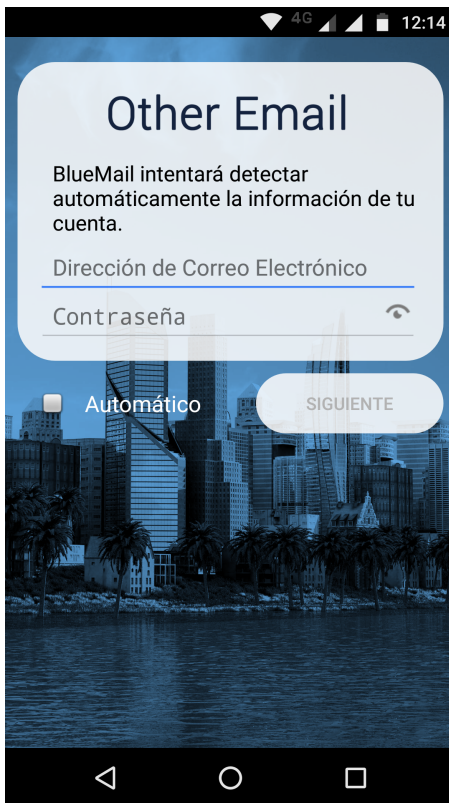 4G 12:14
Other Email
BlueMail intentará detectar
automáticamente la información de tu
cuenta.
Dirección de Correo Electrónico
Contraseña
Automático SIGUIENTE